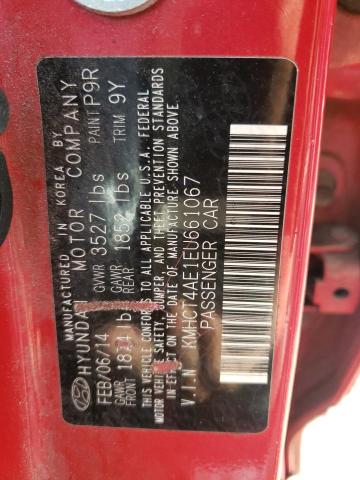 MANUFACTURED IN KOREA BY
HYUNDAI MOTOR COMPANY
FEB/06/14 GVWR 3527 lbs PAINT P9R
GAWR FRONT lb GAWR REAR 1852 lbs TRIM 9Y
THIS VEHICLE CONFORMS TO ALL APPLICABLE U.S.A. FEDERAL
MOTOR VEHICLE SAFETY, BUMPER, AND THEFT PREVENTION STANDARDS
IN EFFECT ON THE DATE OF MANUFACTURE SHOWN ABOVE.
V.I.N KMHCT4AE1EU661067
PASSENGER CAR